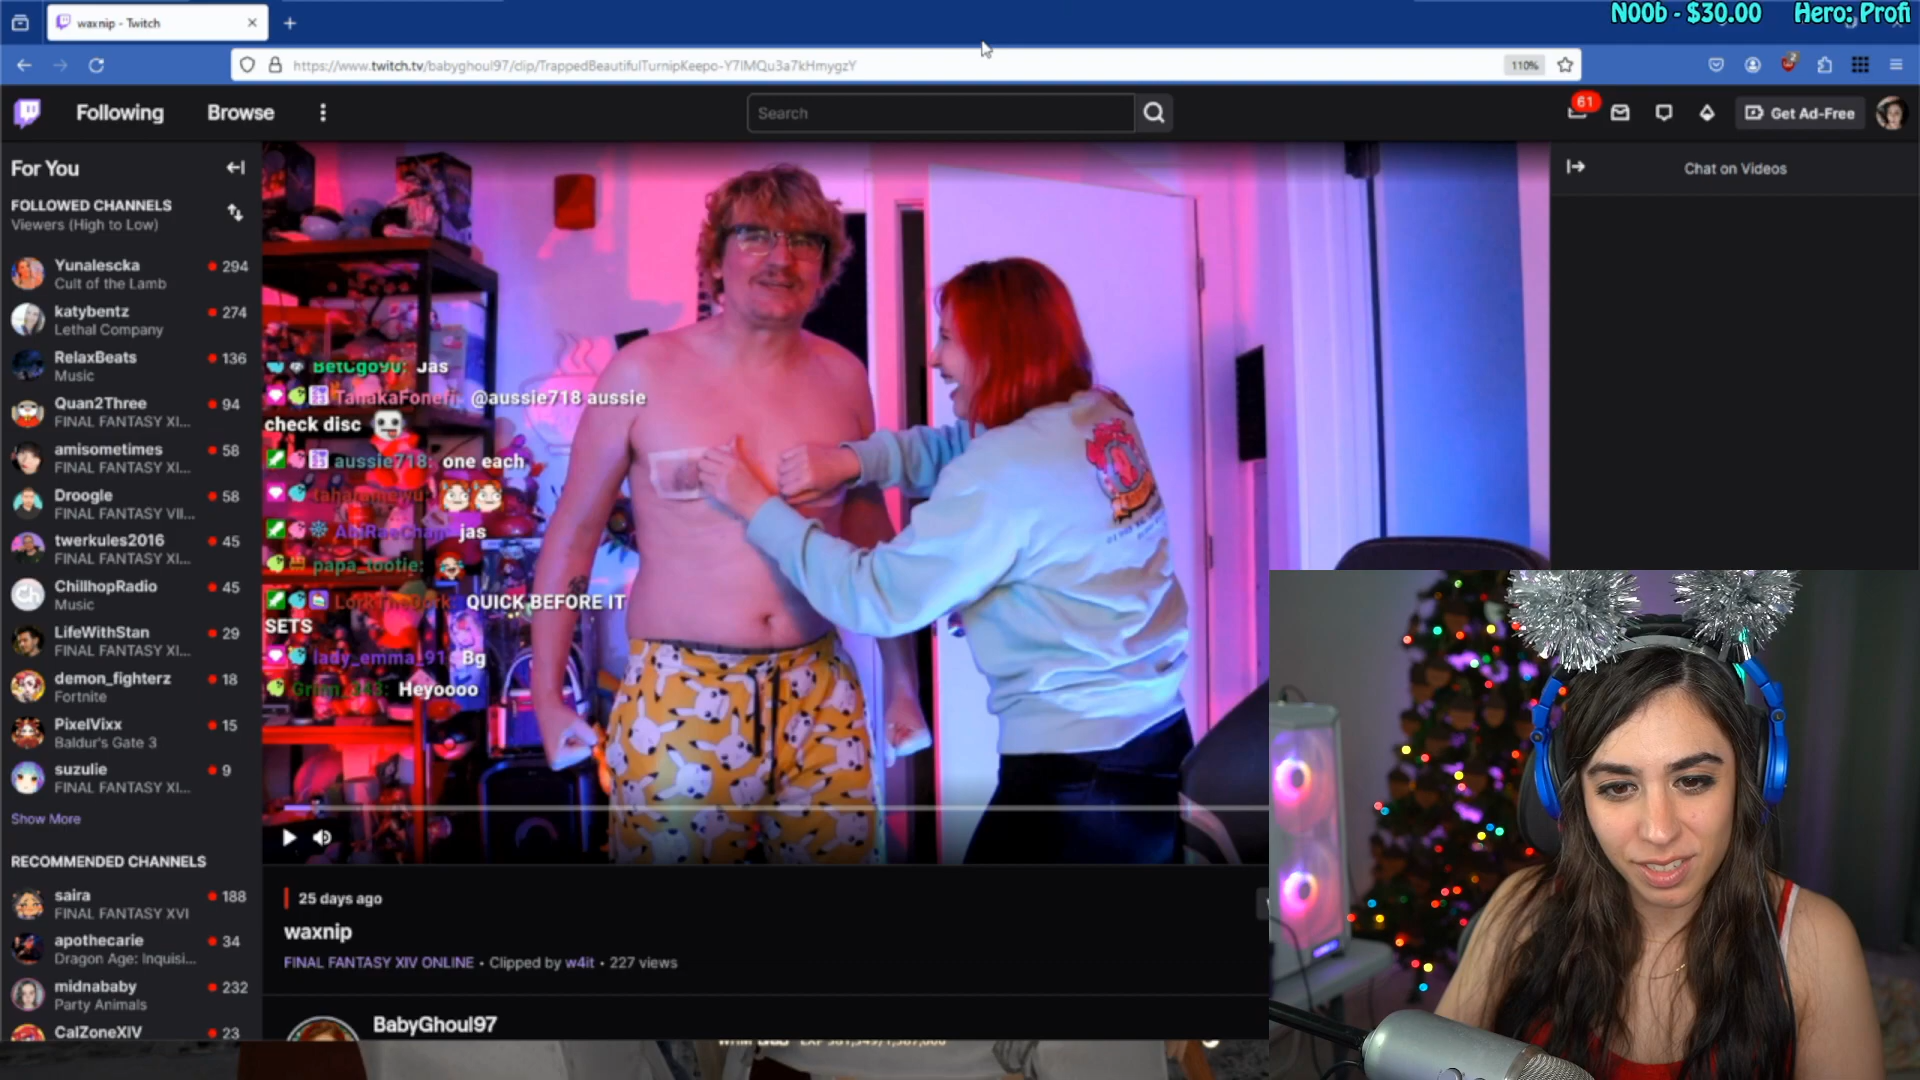 N00b - $30.00 Hero: Profi
waxnip - Twitch
https://www.twitch.tv/babyghoul97/clip/TrappedBeautifulTurnipKeepo-Y7IMQu3a7kHmygzY
110%
Following
Browse
Search
61
Get Ad-Free
For You
FOLLOWED CHANNELS
Viewers (High to Low)
Yunalescka 294
Cult of the Lamb
katybentz 274
Lethal Company
RelaxBeats 136
Music
Quan2Three 94
FINAL FANTASY XI...
amisometimes 58
FINAL FANTASY XI...
Droogle 58
FINAL FANTASY VII...
twerkules2016 45
FINAL FANTASY XI...
ChillhopRadio 45
Music
LifeWithStan 29
FINAL FANTASY XI...
demon_fighterz 18
Fortnite
PixelVixx 15
Baldur's Gate 3
suzulie 9
FINAL FANTASY XI...
Show More
RECOMMENDED CHANNELS
saira 188
FINAL FANTASY XVI
apothecarie 34
Dragon Age: Inquisi...
midnababy 232
Party Animals
CalZoneXIV 23
BetCgo90: Jas
TanakaFonefi @aussie718 aussie
check disc
aussie718: one each
jas
papa_tootie:
LorkTheDork QUICK BEFORE IT
SETS
lady_emma_91 Bg
Heyoooo
Chat on Videos
25 days ago
waxnip
FINAL FANTASY XIV ONLINE • Clipped by w4it • 227 views
BabyGhoul97